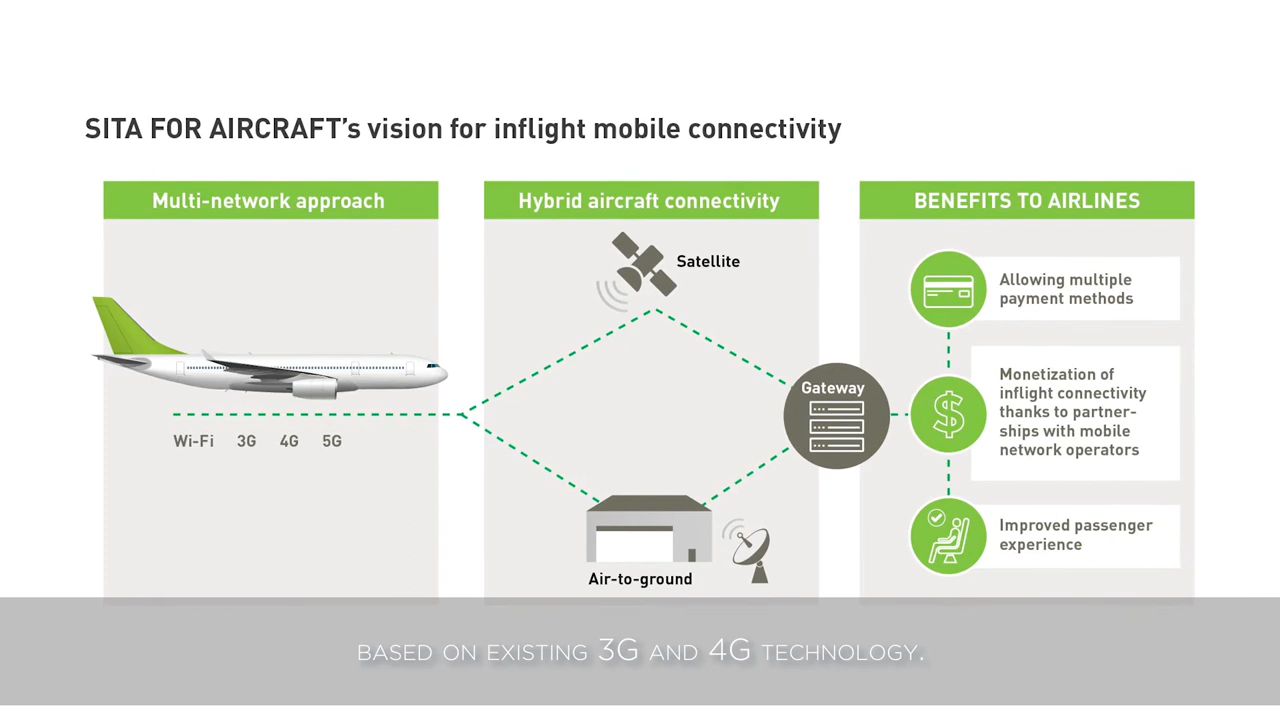 SITA FOR AIRCRAFT’s vision for inflight mobile connectivity
Multi-network approach
Wi-Fi 3G 4G 5G
Hybrid aircraft connectivity
Satellite
Air-to-ground
Gateway
BENEFITS TO AIRLINES
Allowing multiple
payment methods
Monetization of
inflight connectivity
thanks to partner-
ships with mobile
network operators
Improved passenger
experience
BASED ON EXISTING 3G AND 4G TECHNOLOGY.